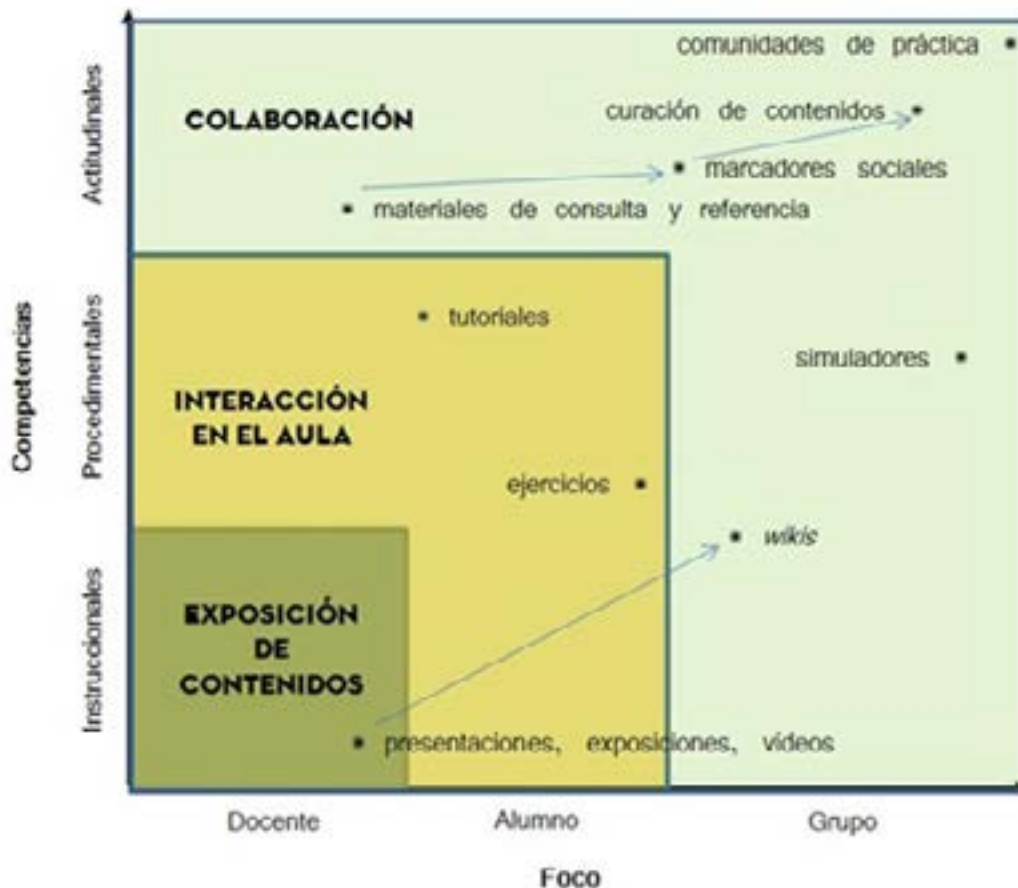 comunidades de práctica
COLABORACIÓN
curación de contenidos
marcadores sociales
materiales de consulta y referencia
Actitudinales
tutoriales
simuladores
INTERACCIÓN
EN EL AULA
Competencias
Procedimentales
ejercicios
wikis
EXPOSICIÓN
DE
CONTENIDOS
Instruccionales
presentaciones, exposiciones, vídeos
Docente
Alumno
Grupo
Foco